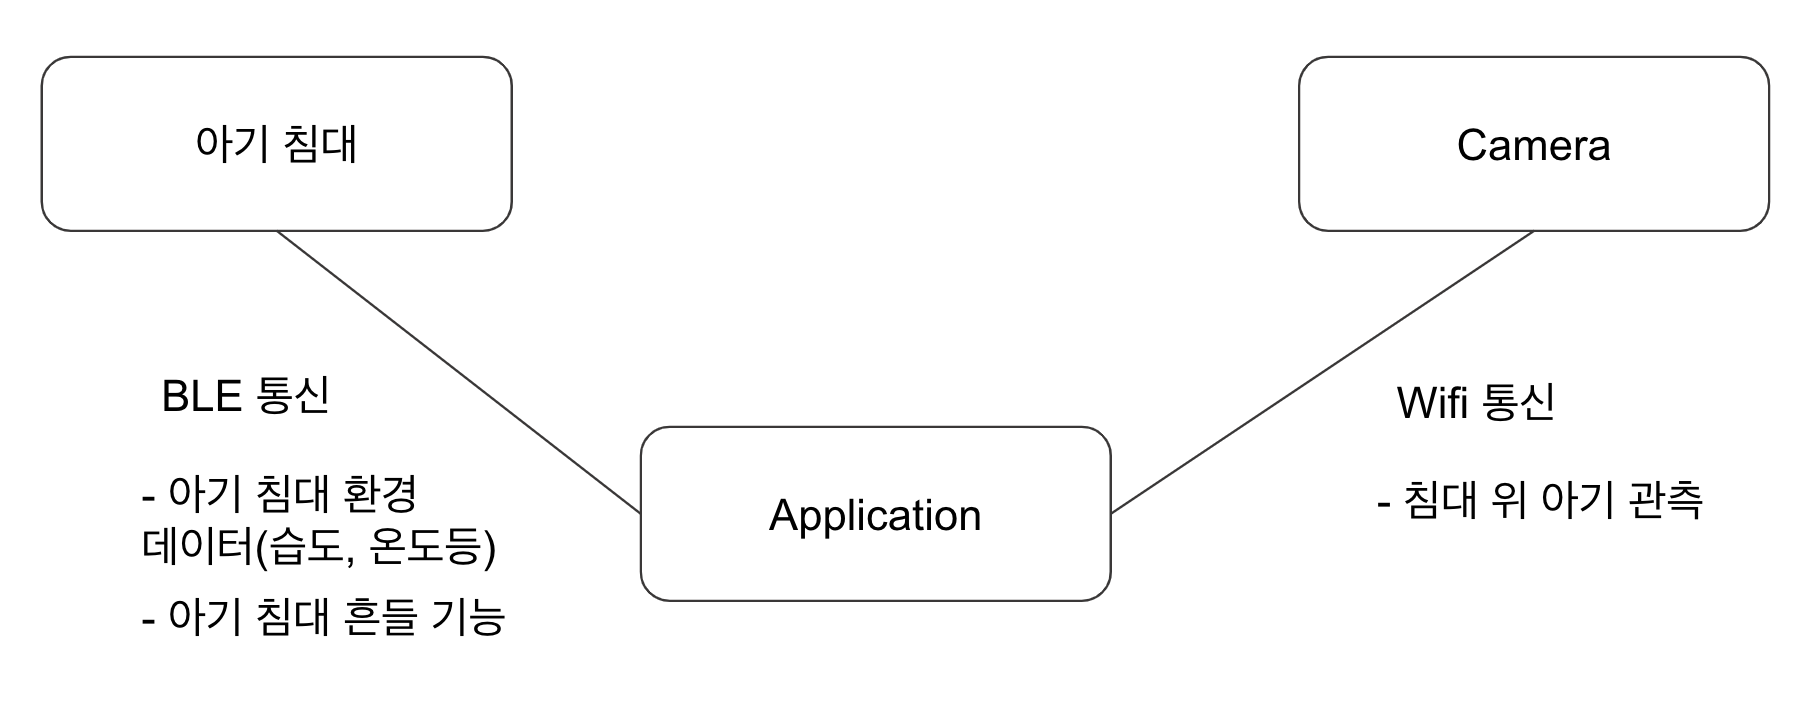 아기 침대
Camera
BLE 통신
- 아기 침대 환경
데이터(습도, 온도등)
- 아기 침대 흔들 기능
Application
Wifi 통신
- 침대 위 아기 관측